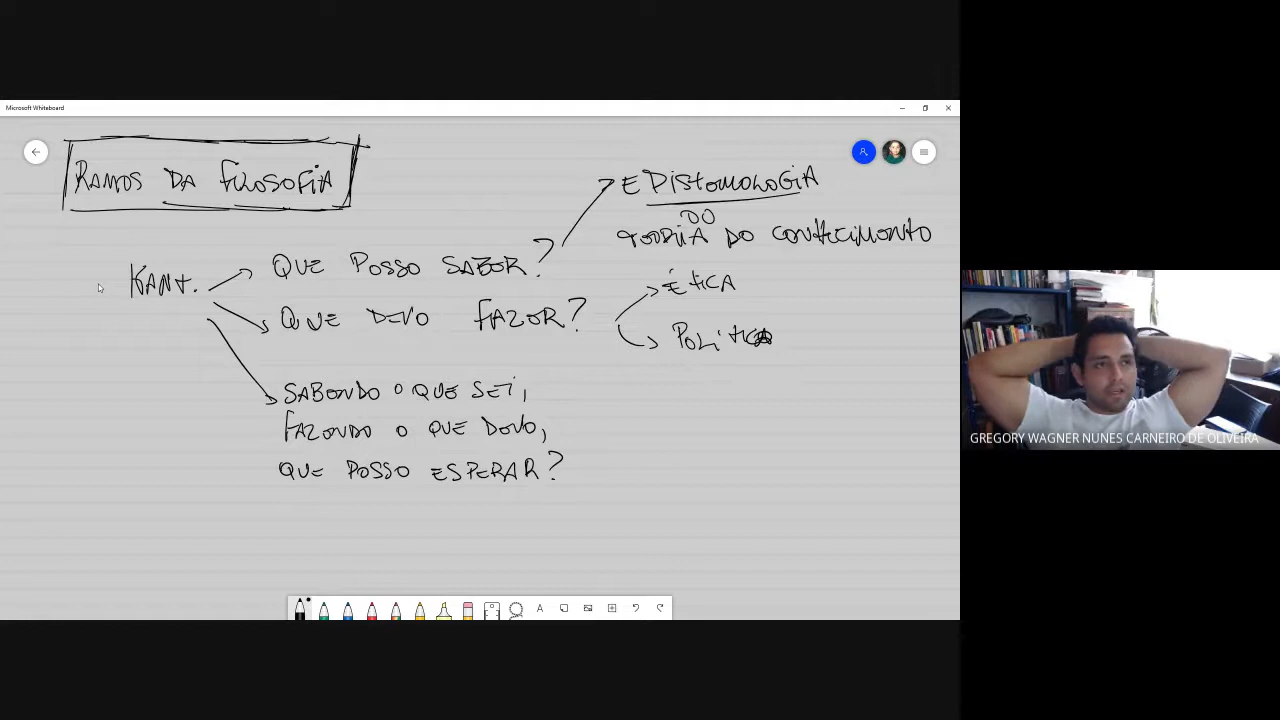 Microsoft Whiteboard
RAMOS DA FILOSOFIA
EPISTEMOLOGIA
TEORIA DO CONHECIMENTO
KANT.
QUE POSSO SABER?
QUE DEVO FAZER?
ÉTICA
POLÍTICA
SABENDO O QUE SEI,
FAZENDO O QUE DEVO,
QUE POSSO ESPERAR?
GREGORY WAGNER NUNES CARNEIRO DE OLIVEIRA